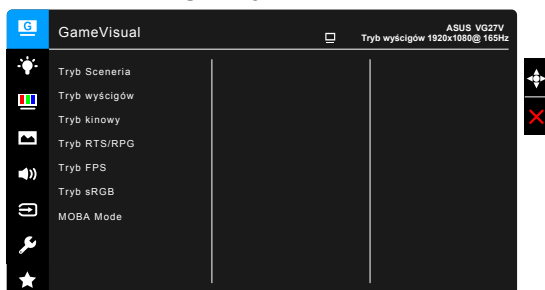 G
GameVisual
ASUS VG27V
Tryb wyścigów 1920x1080@ 165Hz
Tryb Sceneria
Tryb wyścigów
Tryb kinowy
Tryb RTS/RPG
Tryb FPS
Tryb sRGB
MOBA Mode